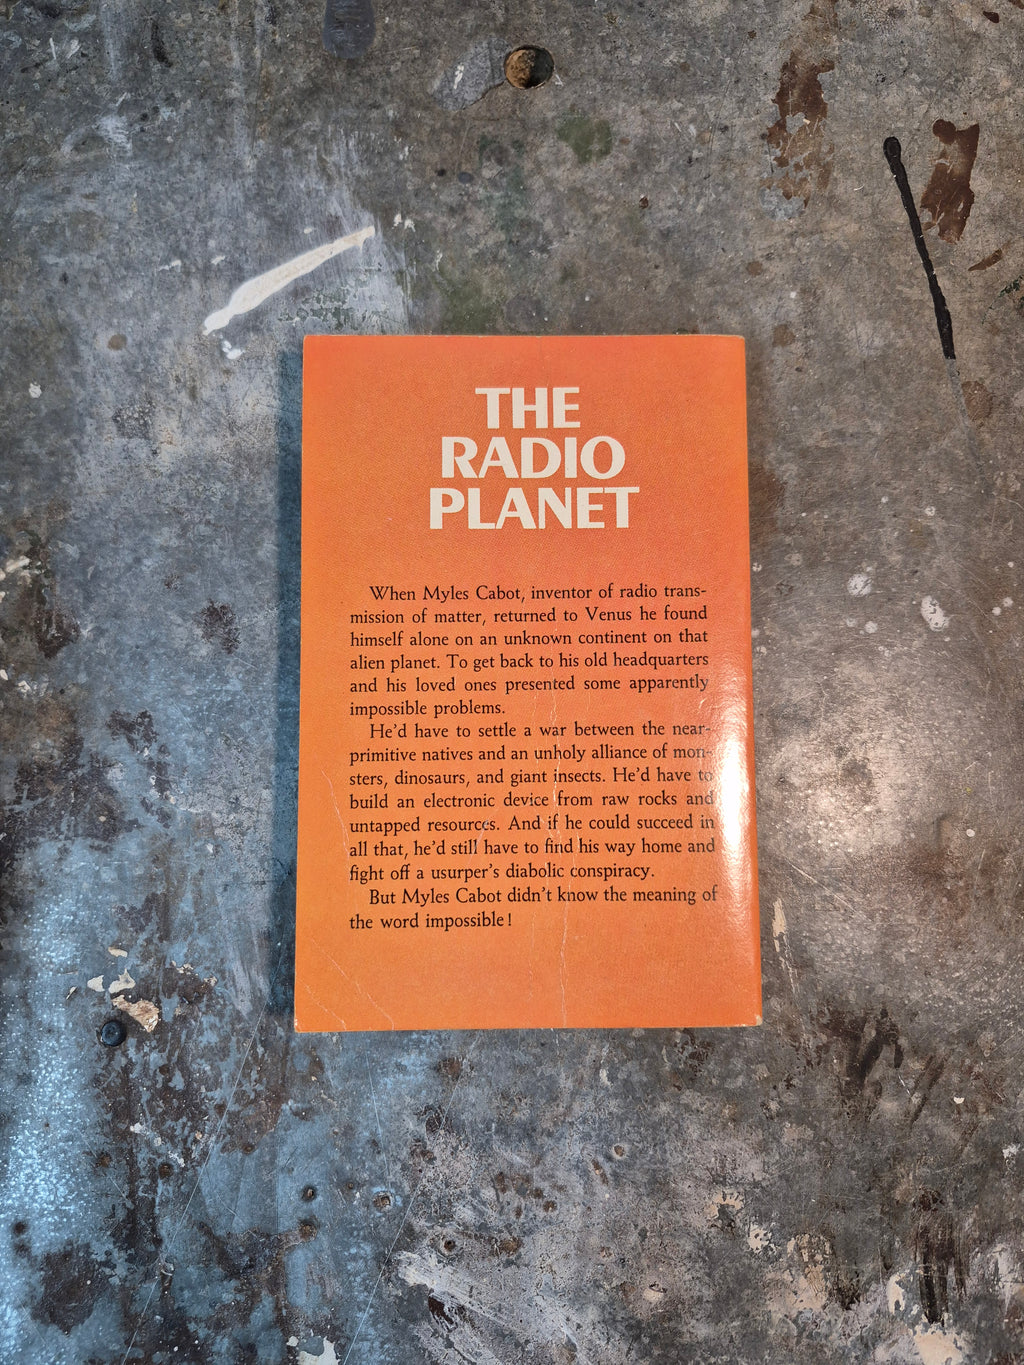 THE
RADIO
PLANET
When Myles Cabot, inventor of radio trans-
mission of matter, returned to Venus he found
himself alone on an unknown continent on that
alien planet. To get back to his old headquarters
and his loved ones presented some apparently
impossible problems.
He'd have to settle a war between the near-
primitive natives and an unholy alliance of mon-
sters, dinosaurs, and giant insects. He'd have to
build an electronic device from raw rocks and
untapped resources. And if he could succeed in
all that, he'd still have to find his way home and
fight off a usurper's diabolic conspiracy.
But Myles Cabot didn't know the meaning of
the word impossible!